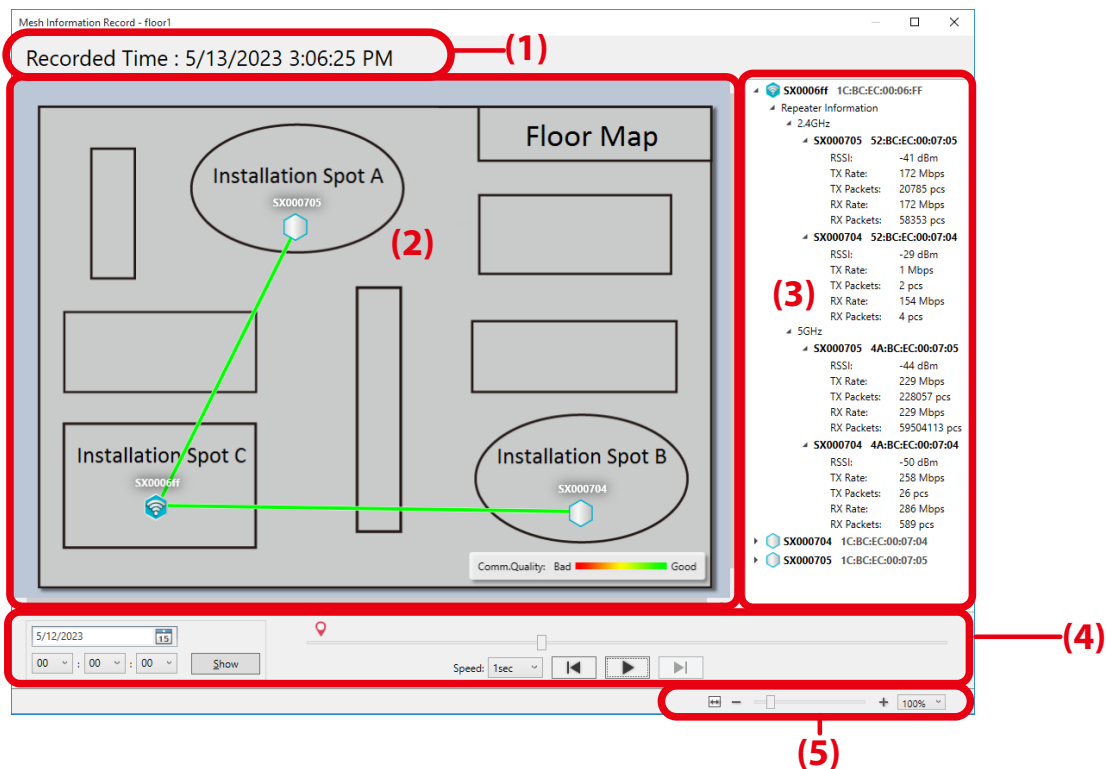 Mesh Information Record - floor1
Recorded Time : 5/13/2023 3:06:25 PM
(1)
Floor Map
Installation Spot A
SX000705
(2)
Installation Spot C
SX0006ff
Installation Spot B
SX000704
Comm.Quality: Bad Good
SX0006ff 1C:BC:EC:00:06:FF
Repeater Information
2.4GHz
SX000705 52:BC:EC:00:07:05
RSSI: -41 dBm
TX Rate: 172 Mbps
TX Packets: 20785 pcs
RX Rate: 172 Mbps
RX Packets: 58353 pcs
SX000704 52:BC:EC:00:07:04
RSSI: -29 dBm
TX Rate: 1 Mbps
TX Packets: 2 pcs
RX Rate: 154 Mbps
RX Packets: 4 pcs
(3)
5GHz
SX000705 4A:BC:EC:00:07:05
RSSI: -44 dBm
TX Rate: 229 Mbps
TX Packets: 228057 pcs
RX Rate: 229 Mbps
RX Packets: 59504113 pcs
SX000704 4A:BC:EC:00:07:04
RSSI: -50 dBm
TX Rate: 258 Mbps
TX Packets: 26 pcs
RX Rate: 286 Mbps
RX Packets: 589 pcs
SX000704 1C:BC:EC:00:07:04
SX000705 1C:BC:EC:00:07:05
5/12/2023 15
00 : 00 : 00 Show
Speed: 1sec
(4)
100%
(5)